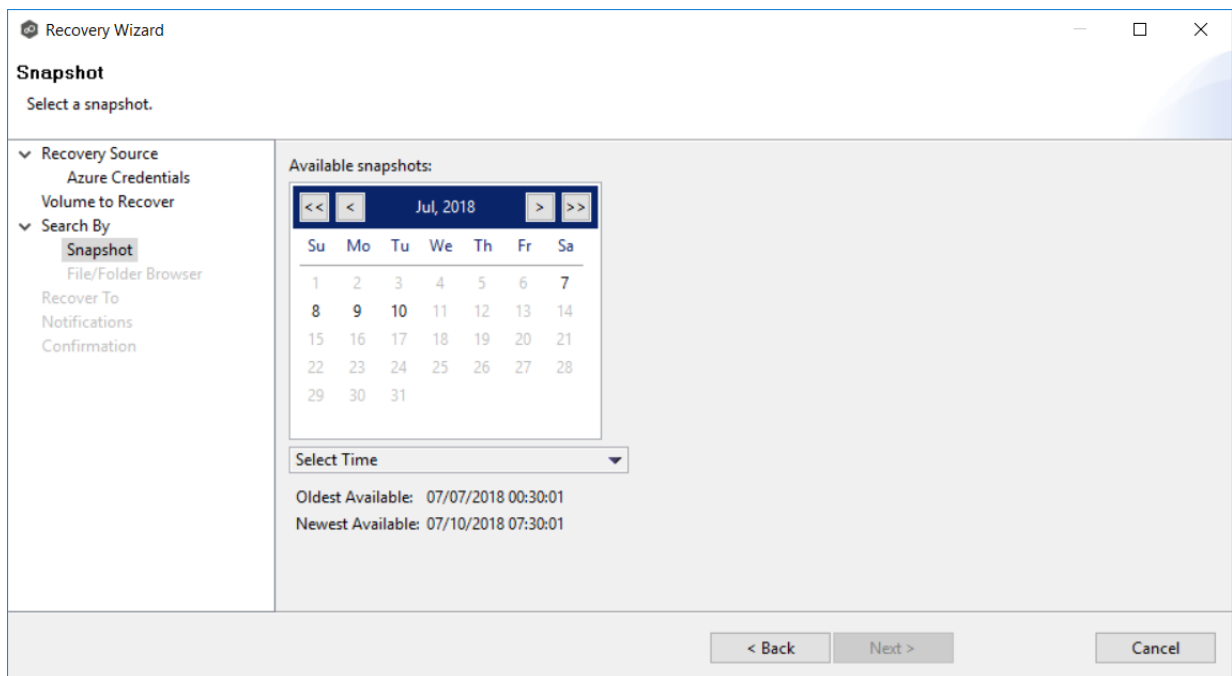 Recovery Wizard
Snapshot
Select a snapshot.
Recovery Source
Azure Credentials
Volume to Recover
Search By
Snapshot
File/Folder Browser
Recover To
Notifications
Confirmation
Available snapshots:
<< < Jul, 2018 > >>
Su Mo Tu We Th Fr Sa
1 2 3 4 5 6 7
8 9 10 11 12 13 14
15 16 17 18 19 20 21
22 23 24 25 26 27 28
29 30 31
Select Time
Oldest Available: 07/07/2018 00:30:01
Newest Available: 07/10/2018 07:30:01
< Back Next > Cancel